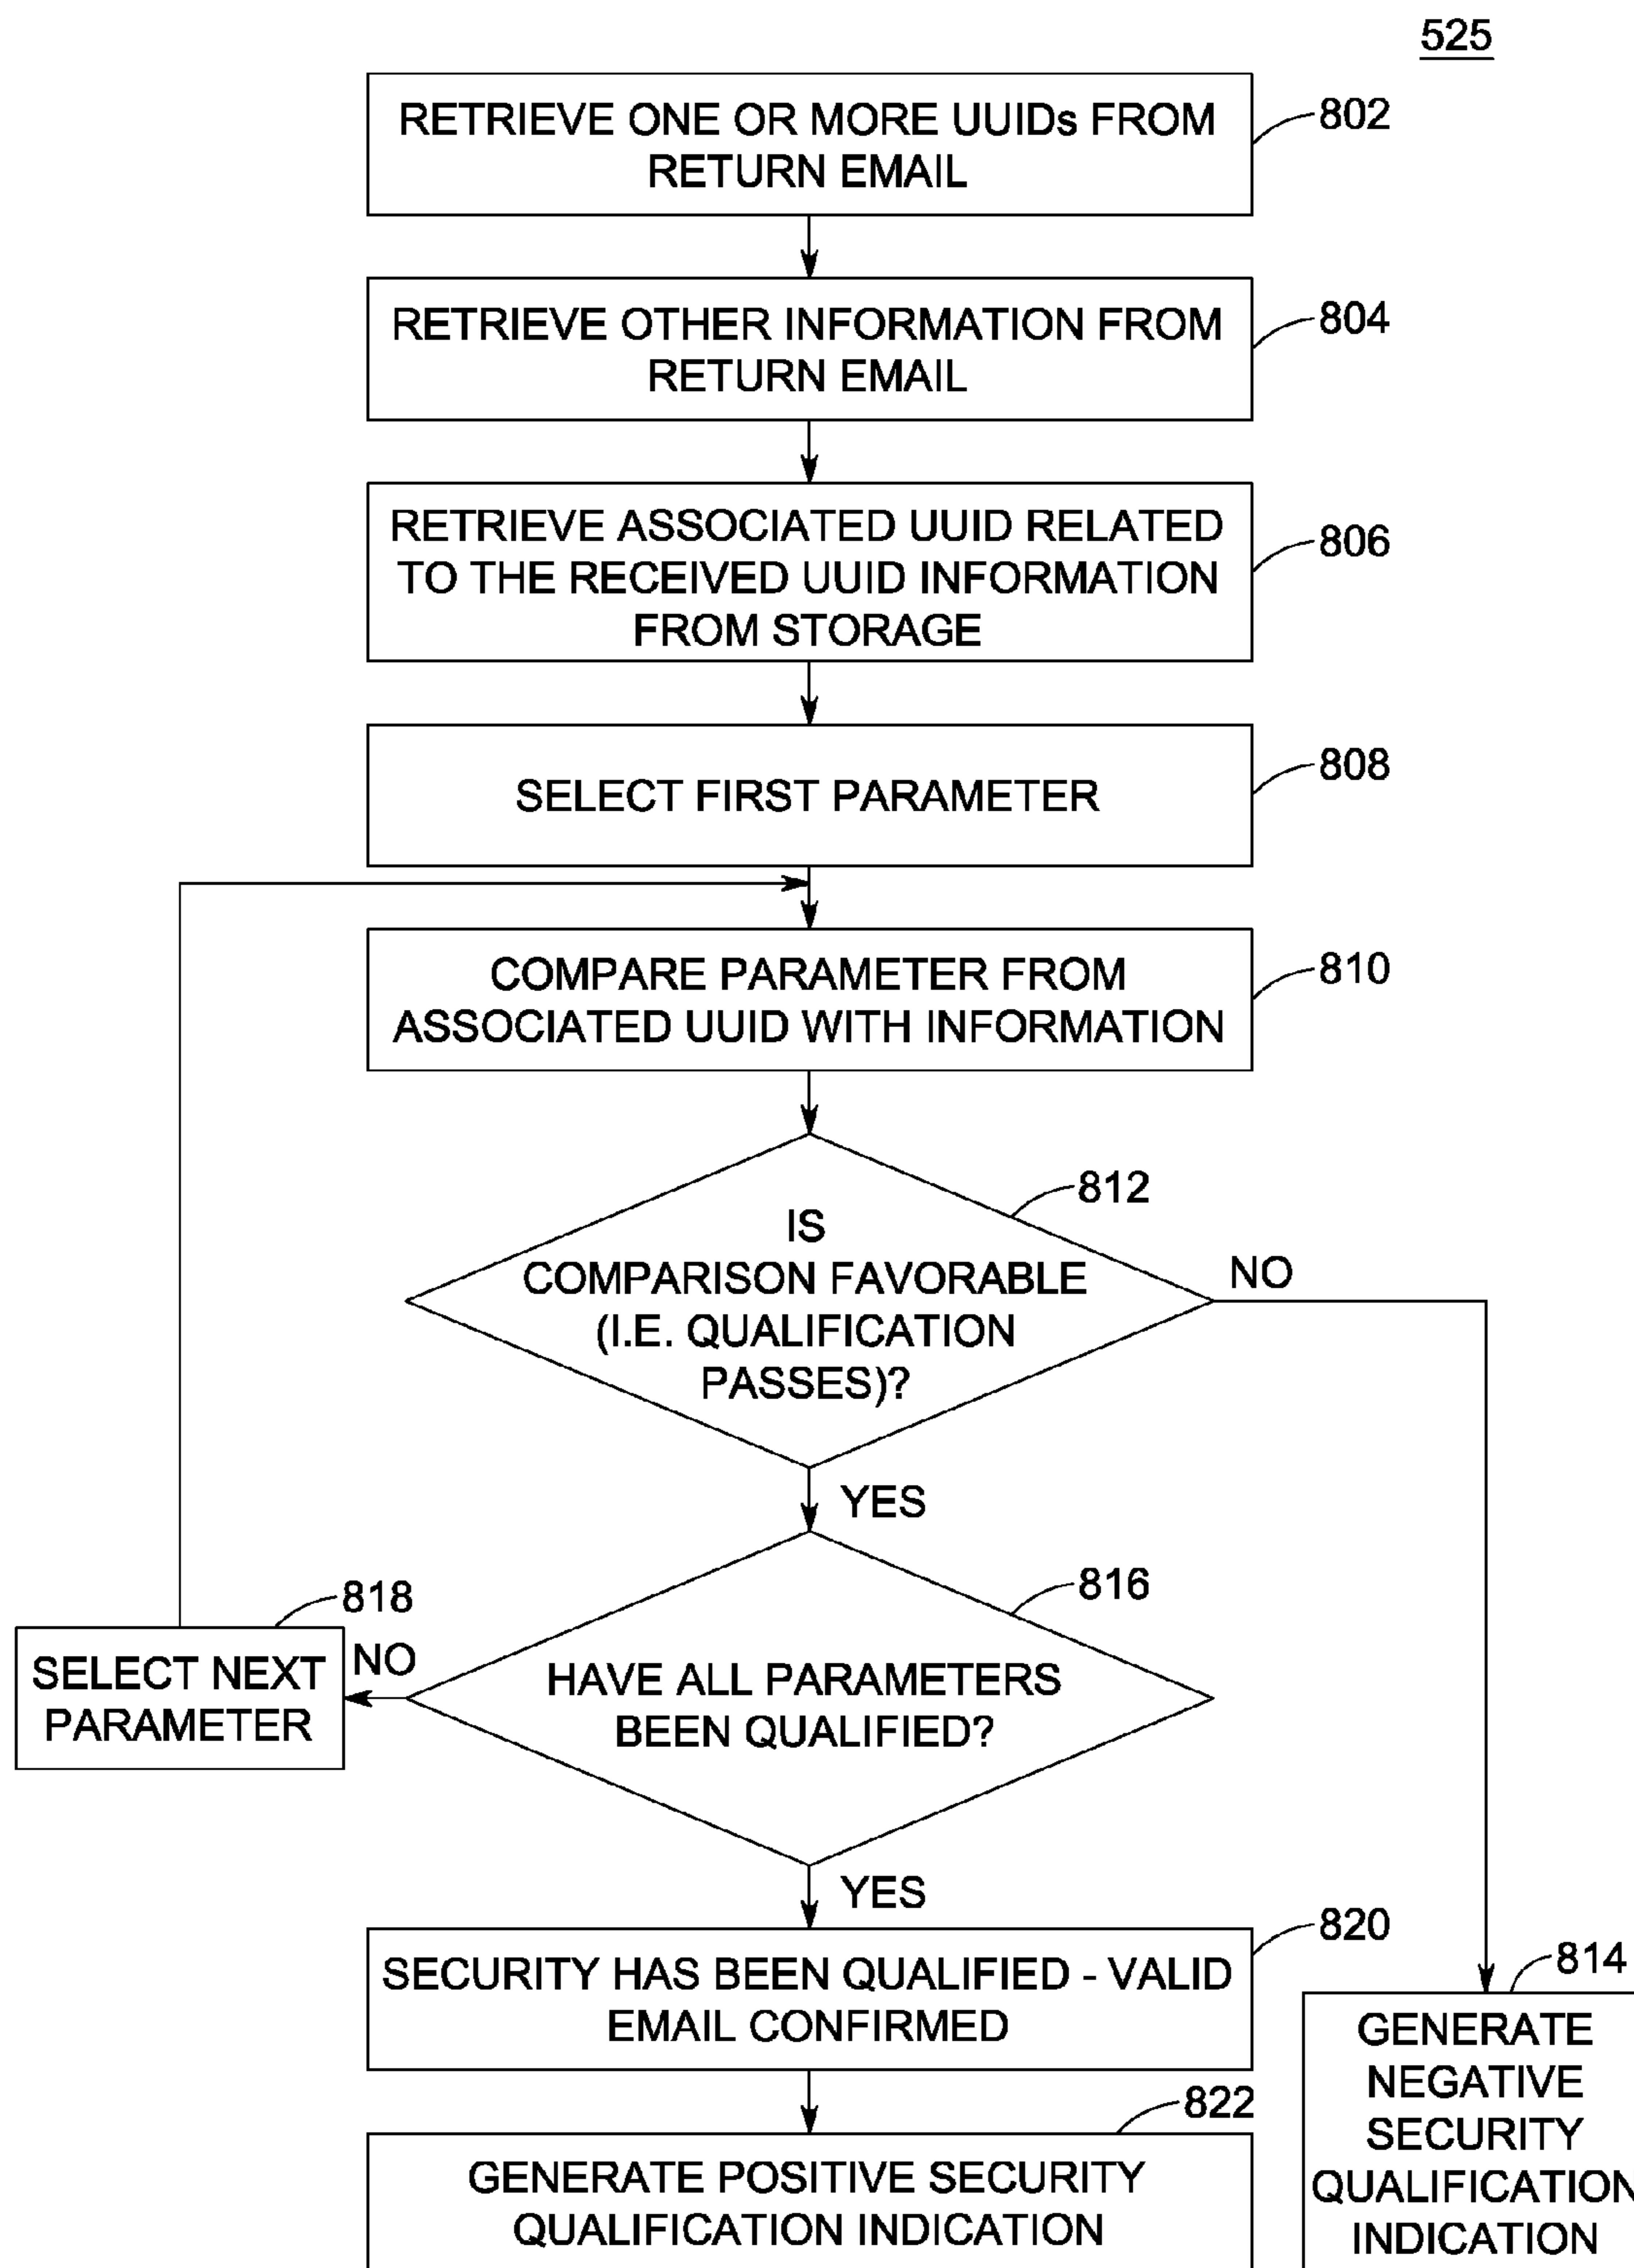 525
RETRIEVE ONE OR MORE UUIDs FROM
RETURN EMAIL
802
RETRIEVE OTHER INFORMATION FROM
RETURN EMAIL
804
RETRIEVE ASSOCIATED UUID RELATED
TO THE RECEIVED UUID INFORMATION
FROM STORAGE
806
SELECT FIRST PARAMETER
808
COMPARE PARAMETER FROM
ASSOCIATED UUID WITH INFORMATION
810
812
IS
COMPARISON FAVORABLE
(I.E. QUALIFICATION
PASSES)?
NO
YES
816
HAVE ALL PARAMETERS
BEEN QUALIFIED?
NO
818
SELECT NEXT
PARAMETER
YES
820
SECURITY HAS BEEN QUALIFIED - VALID
EMAIL CONFIRMED
814
GENERATE
NEGATIVE
SECURITY
QUALIFICATION
INDICATION
822
GENERATE POSITIVE SECURITY
QUALIFICATION INDICATION